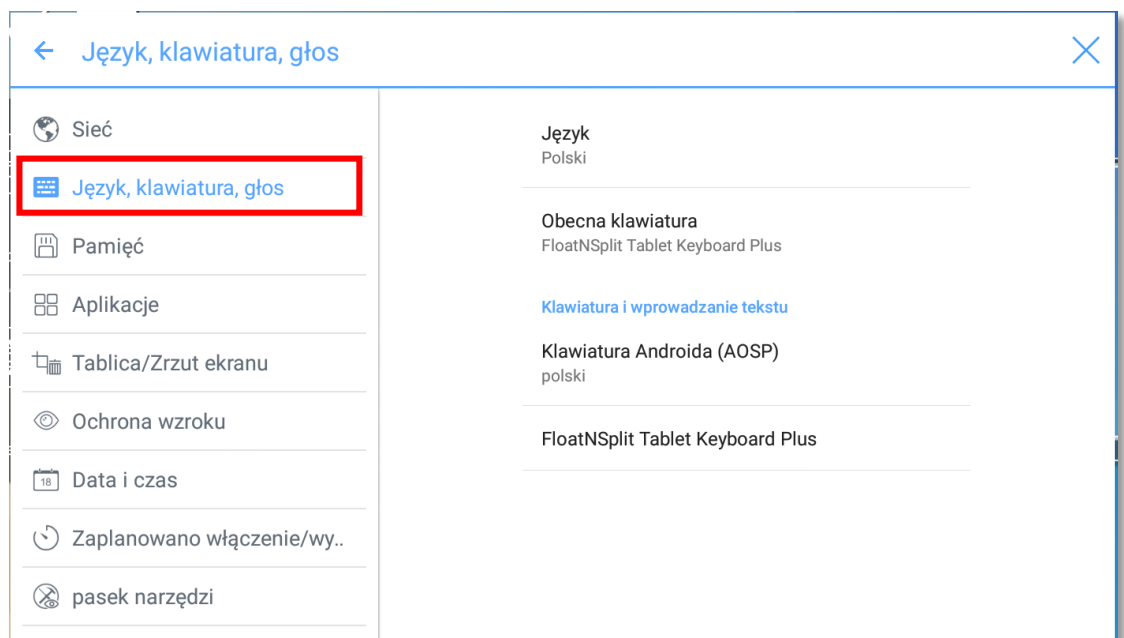 Język, klawiatura, głos
Sieć
Język, klawiatura, głos
Pamięć
Aplikacje
Tablica/Zrzut ekranu
Ochrona wzroku
18
Data i czas
Zaplanowano włączenie/wy..
pasek narzędzi
Język
Polski
Obecna klawiatura
FloatNSplit Tablet Keyboard Plus
Klawiatura i wprowadzanie tekstu
Klawiatura Androida (AOSP)
polski
FloatNSplit Tablet Keyboard Plus